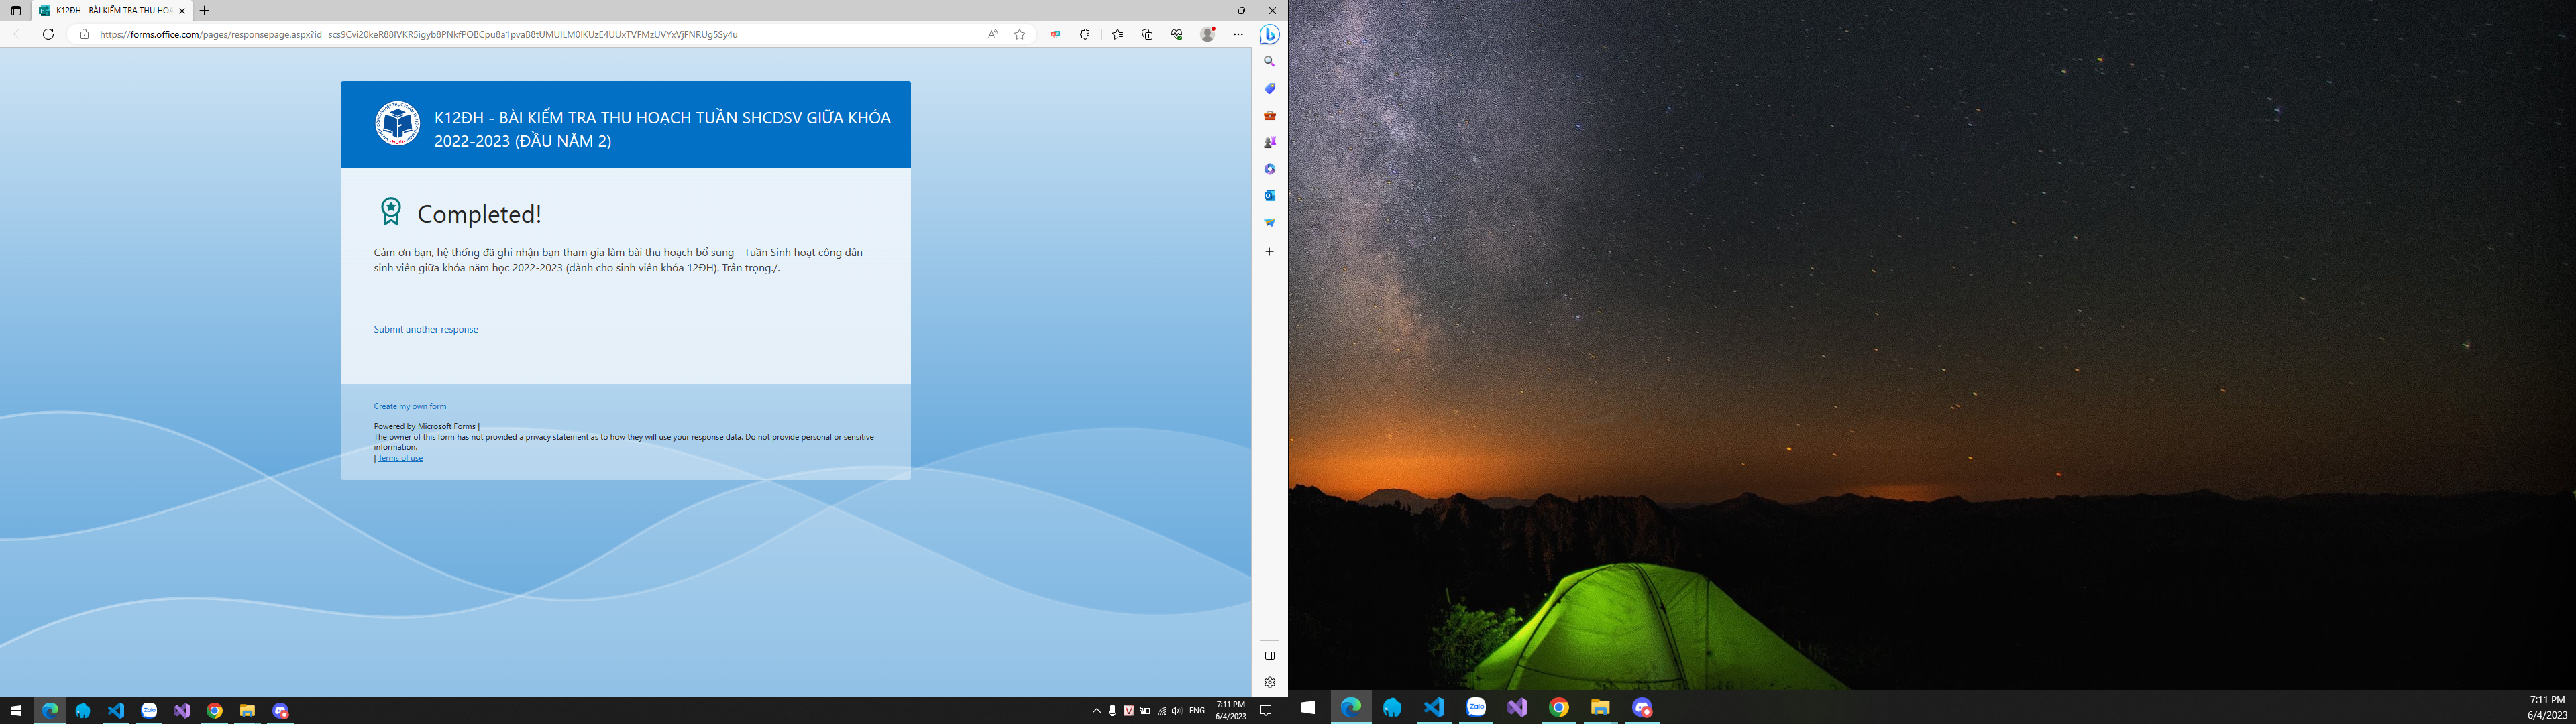 K12ĐH - BÀI KIỂM TRA THU HOẠ
https://forms.office.com/pages/responsepage.aspx?id=scs9Cvi20keR88IVKR5igyb8PNkfPQBCpu8a1pvaB8tUMUlLM0lKUzE4UUxTVFMzUVYxVjFNRUg5Sy4u
K12ĐH - BÀI KIỂM TRA THU HOẠCH TUẦN SHCDSV GIỮA KHÓA
2022-2023 (ĐẦU NĂM 2)
Completed!
Cảm ơn bạn, hệ thống đã ghi nhận bạn tham gia làm bài thu hoạch bổ sung - Tuần Sinh hoạt công dân
sinh viên giữa khóa năm học 2022-2023 (dành cho sinh viên khóa 12ĐH). Trân trọng./.
Submit another response
Create my own form
Powered by Microsoft Forms |
The owner of this form has not provided a privacy statement as to how they will use your response data. Do not provide personal or sensitive
information.
| Terms of use
Zalo
V
ENG
7:11 PM
6/4/2023
Zalo
7:11 PM
6/4/2023